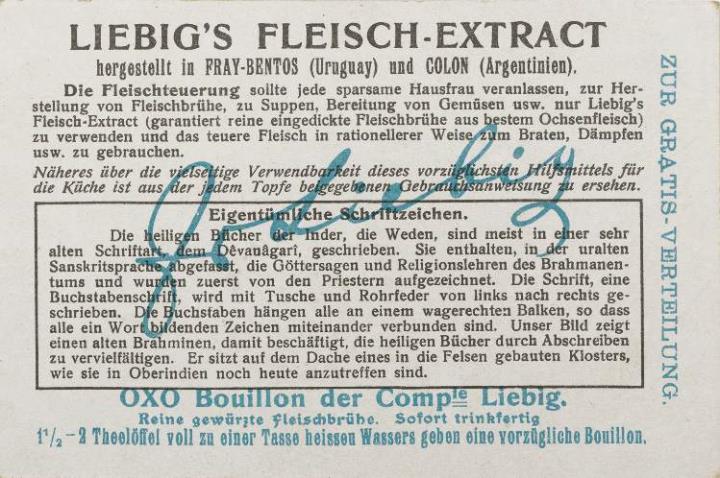 LIEBIG'S FLEISCH-EXTRACT
hergestellt in FRAY-BENTOS (Uruguay) und COLON (Argentinien).
Die Fleischteuerung sollte jede sparsame Hausfrau veranlassen, zur Her-
stellung von Fleischbrühe, zu Suppen, Bereitung von Gemüsen usw. nur Liebig's
Fleisch-Extract (garantiert reine eingedickte Fleischbrühe aus bestem Ochsenfleisch)
zu verwenden und das teuere Fleisch in rationellerer Weise zum Braten, Dämpfen
usw. zu gebrauchen.
Näheres über die vielseitige Verwendbarkeit dieses vorzüglichsten Hilfsmittels für
die Küche ist aus der jedem Topfe beigegebenen Gebrauchsanweisung zu ersehen.
Eigentümliche Schriftzeichen.
Die heiligen Bücher der Inder, die Weden, sind meist in einer sehr
alten Schriftart, dem Dêvanâgari, geschrieben. Sie enthalten, in der uralten
Sanskritsprache abgefasst, die Göttersagen und Religionslehren des Brahmanen-
tums und wurden zuerst von den Priestern aufgezeichnet. Die Schrift, eine
Buchstabenschrift, wird mit Tusche und Rohrfeder von links nach rechts ge-
schrieben. Die Buchstaben hängen alle an einem wagerechten Balken, so dass
alle ein Wort bildenden Zeichen miteinander verbunden sind. Unser Bild zeigt
einen alten Brahminen, damit beschäftigt, die heiligen Bücher durch Abschreiben
zu vervielfältigen. Er sitzt auf dem Dache eines in die Felsen gebauten Klosters,
wie sie in Oberindien noch heute anzutreffen sind.
OXO Bouillon der Compie Liebig.
Reine gewürzte Fleischbrühe. Sofort trinkfertig
1½-2 Theelöffel voll zu einer Tasse heissen Wassers geben eine vorzügliche Bouillon.
ZUR GRATIS-VERTEILUNG.
JvLiebig